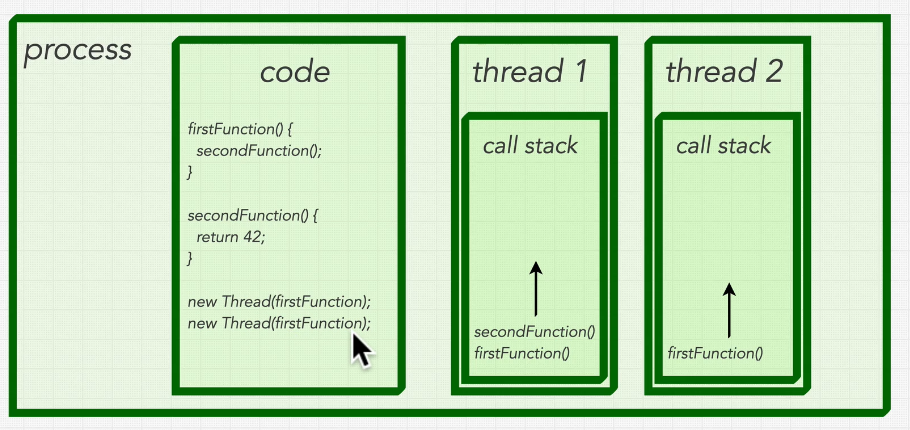 process
code
firstFunction() {
secondFunction();
}
secondFunction() {
return 42;
}
new Thread(firstFunction);
new Thread(firstFunction);
thread 1
call stack
secondFunction()
firstFunction()
thread 2
call stack
firstFunction()